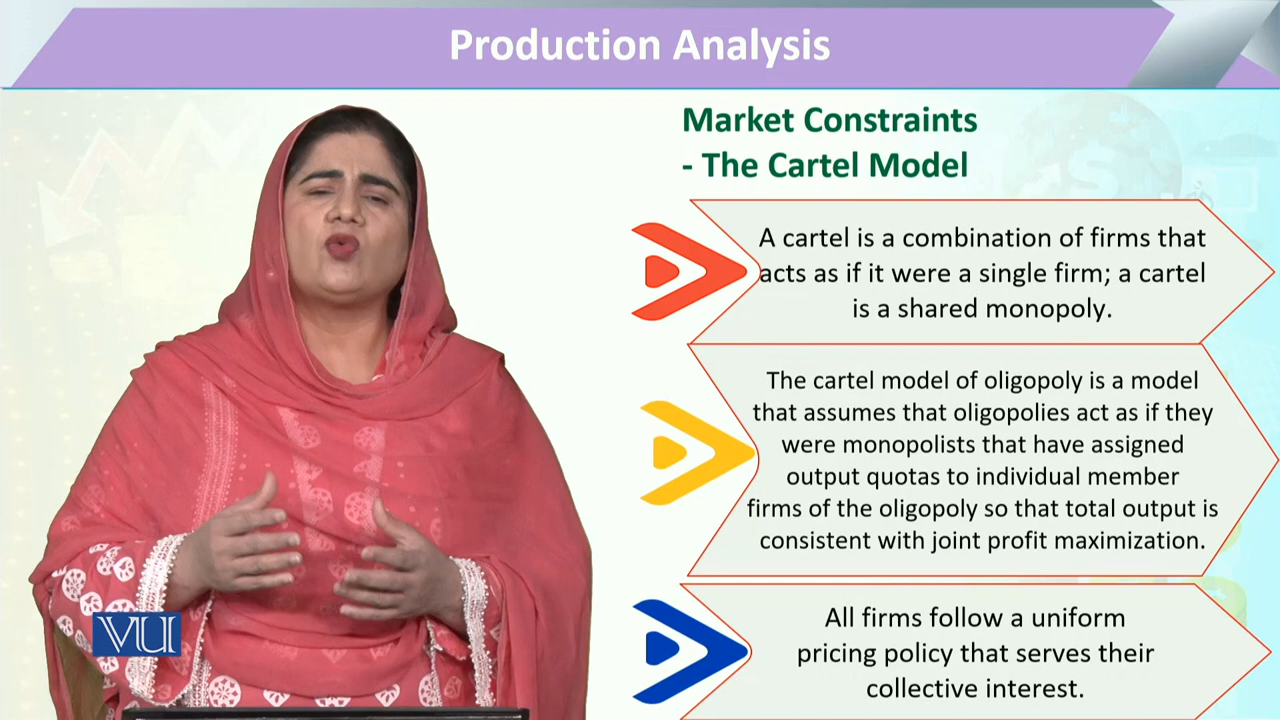 Production Analysis
Market Constraints
- The Cartel Model
A cartel is a combination of firms that
acts as if it were a single firm; a cartel
is a shared monopoly.
The cartel model of oligopoly is a model
that assumes that oligopolies act as if they
were monopolists that have assigned
output quotas to individual member
firms of the oligopoly so that total output is
consistent with joint profit maximization.
All firms follow a uniform
pricing policy that serves their
collective interest.
VU